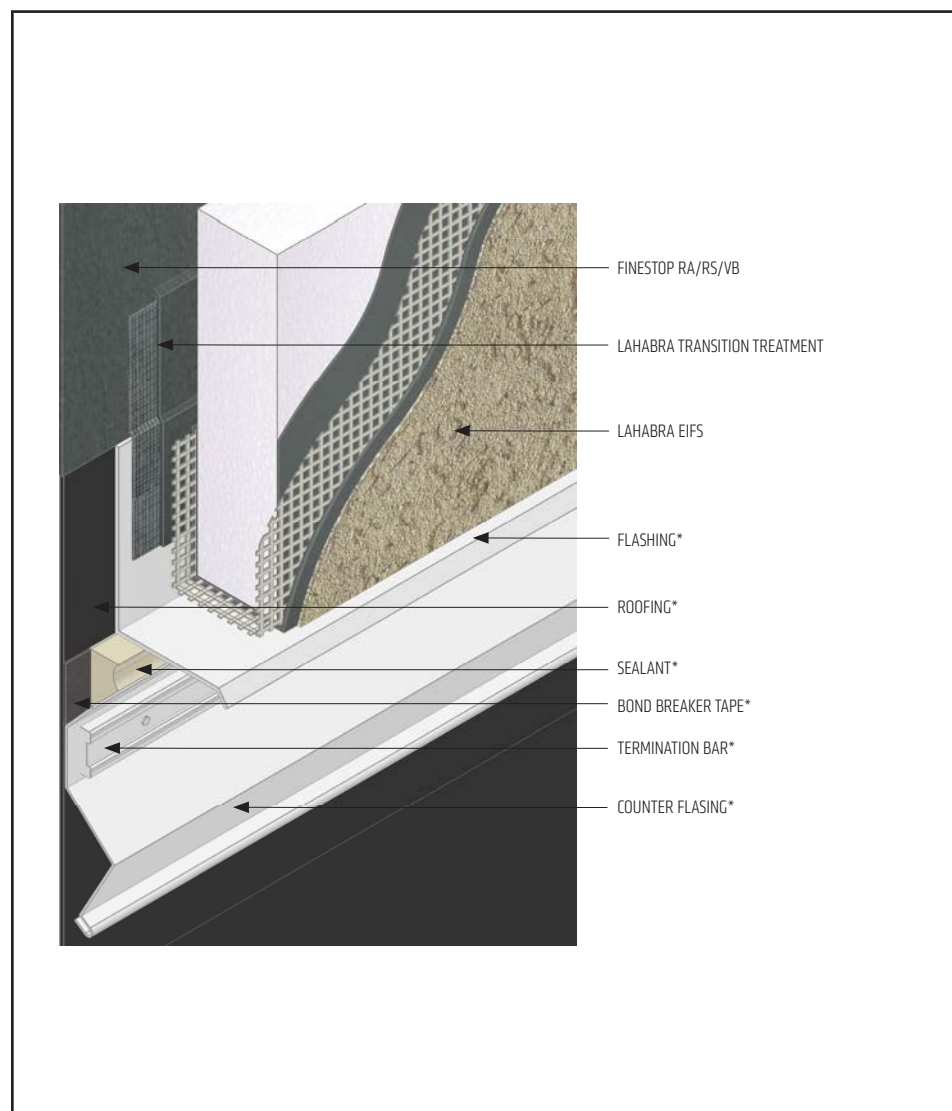 FINESTOP RA/RS/VB
LAHABRA TRANSITION TREATMENT
LAHABRA EIFS
FLASHING*
ROOFING*
SEALANT*
BOND BREAKER TAPE*
TERMINATION BAR*
COUNTER FLASING*